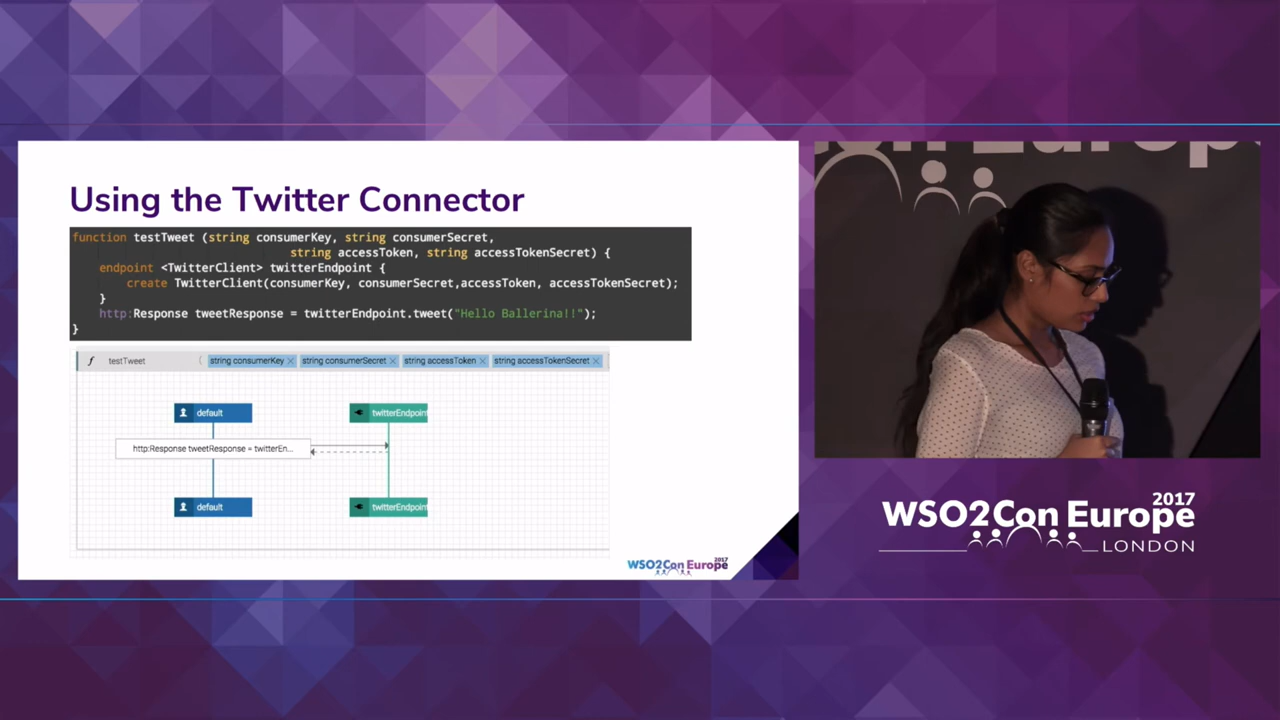 Using the Twitter Connector
function testTweet (string consumerKey, string consumerSecret,
string accessToken, string accessTokenSecret) {
endpoint <TwitterClient> twitterEndpoint {
create TwitterClient(consumerKey, consumerSecret,accessToken, accessTokenSecret);
}
http:Response tweetResponse = twitterEndpoint.tweet("Hello Ballerina!!");
}
f testTweet ( string consumerKey × string consumerSecret × string accessToken × string accessTokenSecret ×
default twitterEndpoint
http:Response tweetResponse = twitterEn...
default twitterEndpoint
WSO2Con Europe 2017
WSO2Con Europe 2017
LONDON